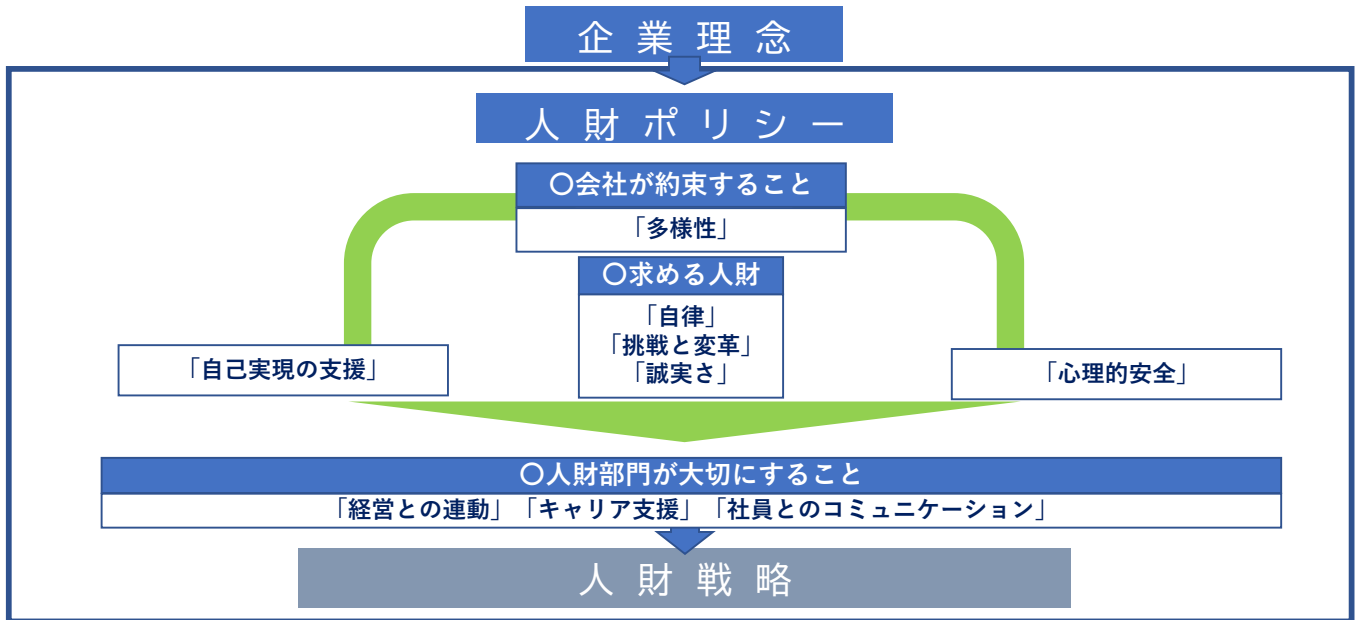 企業理念
人財ポリシー
〇会社が約束すること
「多様性」
〇求める人財
「自律」
「挑戦と変革」
「誠実さ」
「自己実現の支援」
「心理的安全」
〇人財部門が大切にすること
「経営との連動」「キャリア支援」「社員とのコミュニケーション」
人財戦略